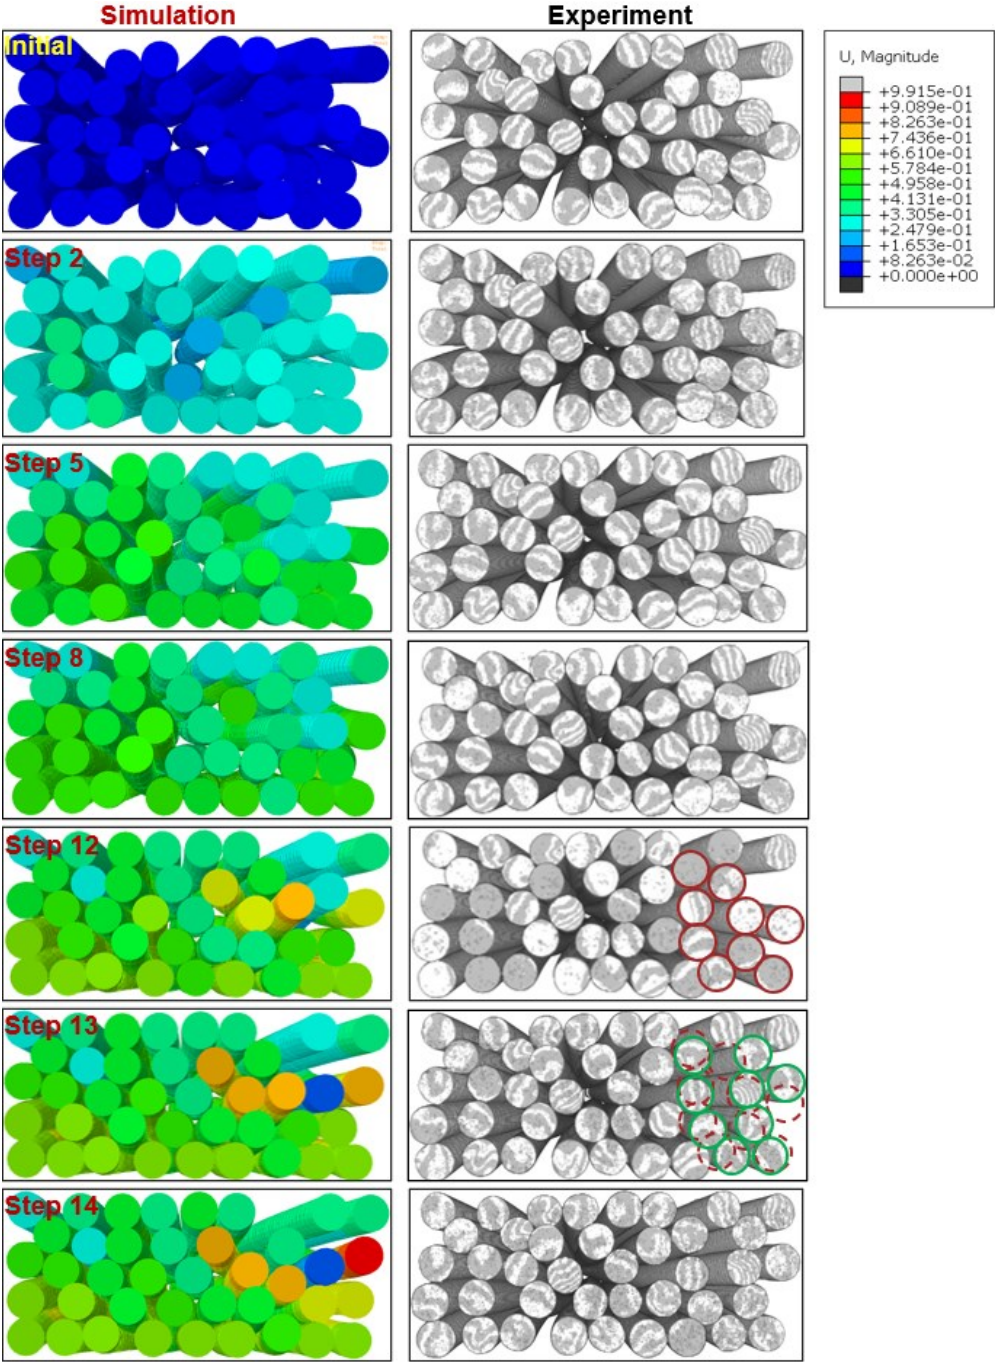 Simulation
Experiment
Initial
U, Magnitude
+9.915e-01
+9.089e-01
+8.263e-01
+7.436e-01
+6.610e-01
+5.784e-01
+4.958e-01
+4.131e-01
+3.305e-01
+2.479e-01
+1.653e-01
+8.263e-02
+0.000e+00
Step 2
Step 5
Step 8
Step 12
Step 13
Step 14